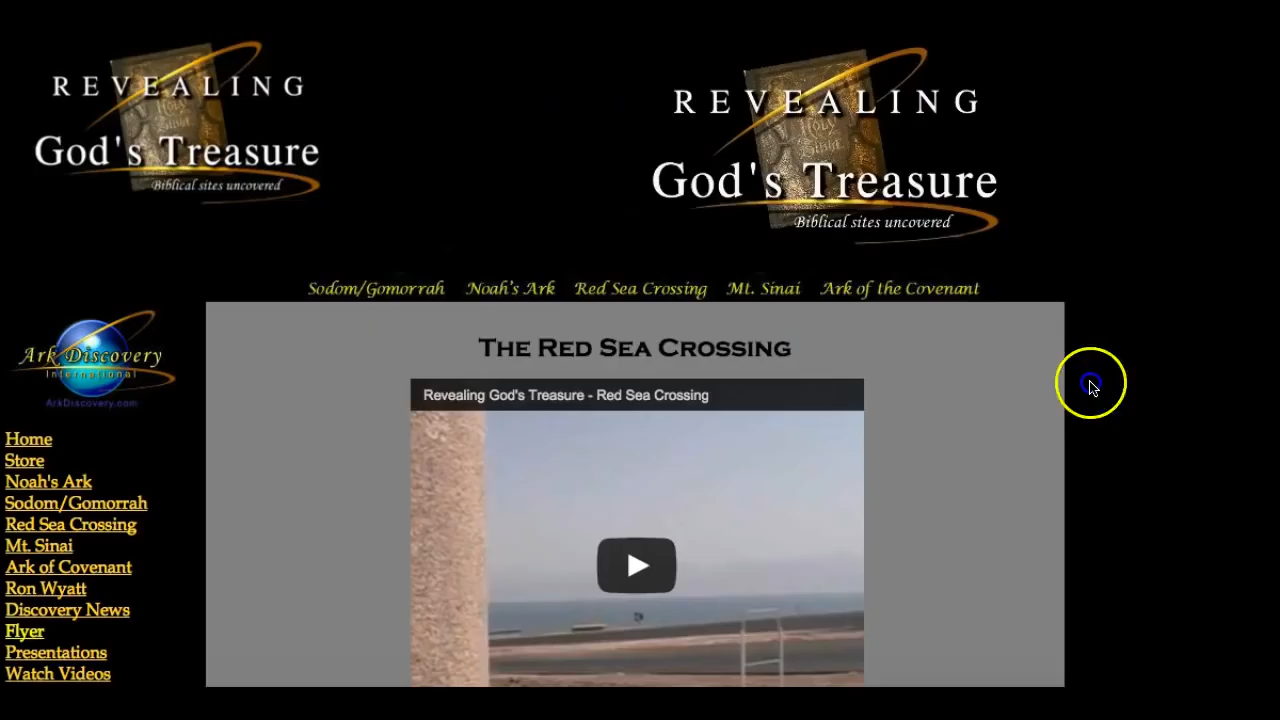 REVEALING
God's Treasure
Biblical sites uncovered
REVEALING
God's Treasure
HOLY
Bible
Biblical sites uncovered
Sodom/Gomorrah Noah's Ark Red Sea Crossing Mt. Sinai Ark of the Covenant
Ark Discovery
International
ArkDiscovery.com
THE RED SEA CROSSING
Revealing God's Treasure - Red Sea Crossing
Home
Store
Noah's Ark
Sodom/Gomorrah
Red Sea Crossing
Mt. Sinai
Ark of Covenant
Ron Wyatt
Discovery News
Flyer
Presentations
Watch Videos